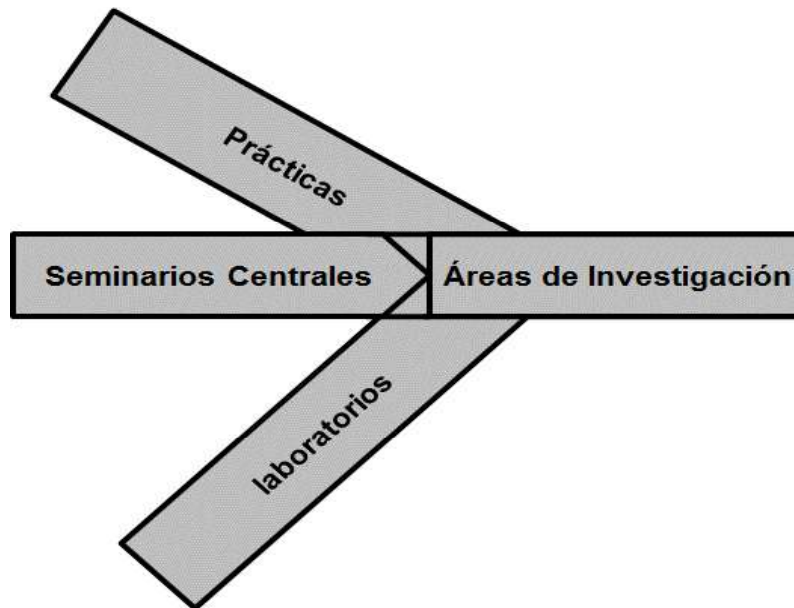 Prácticas
Seminarios Centrales
Áreas de Investigación
laboratorios